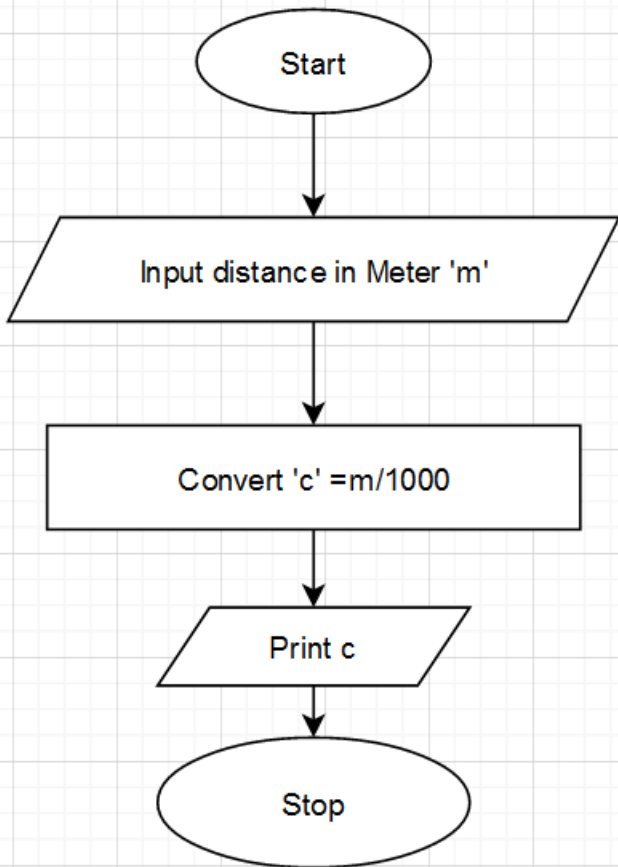 Start
Input distance in Meter 'm'
Convert 'c' =m/1000
Print c
Stop